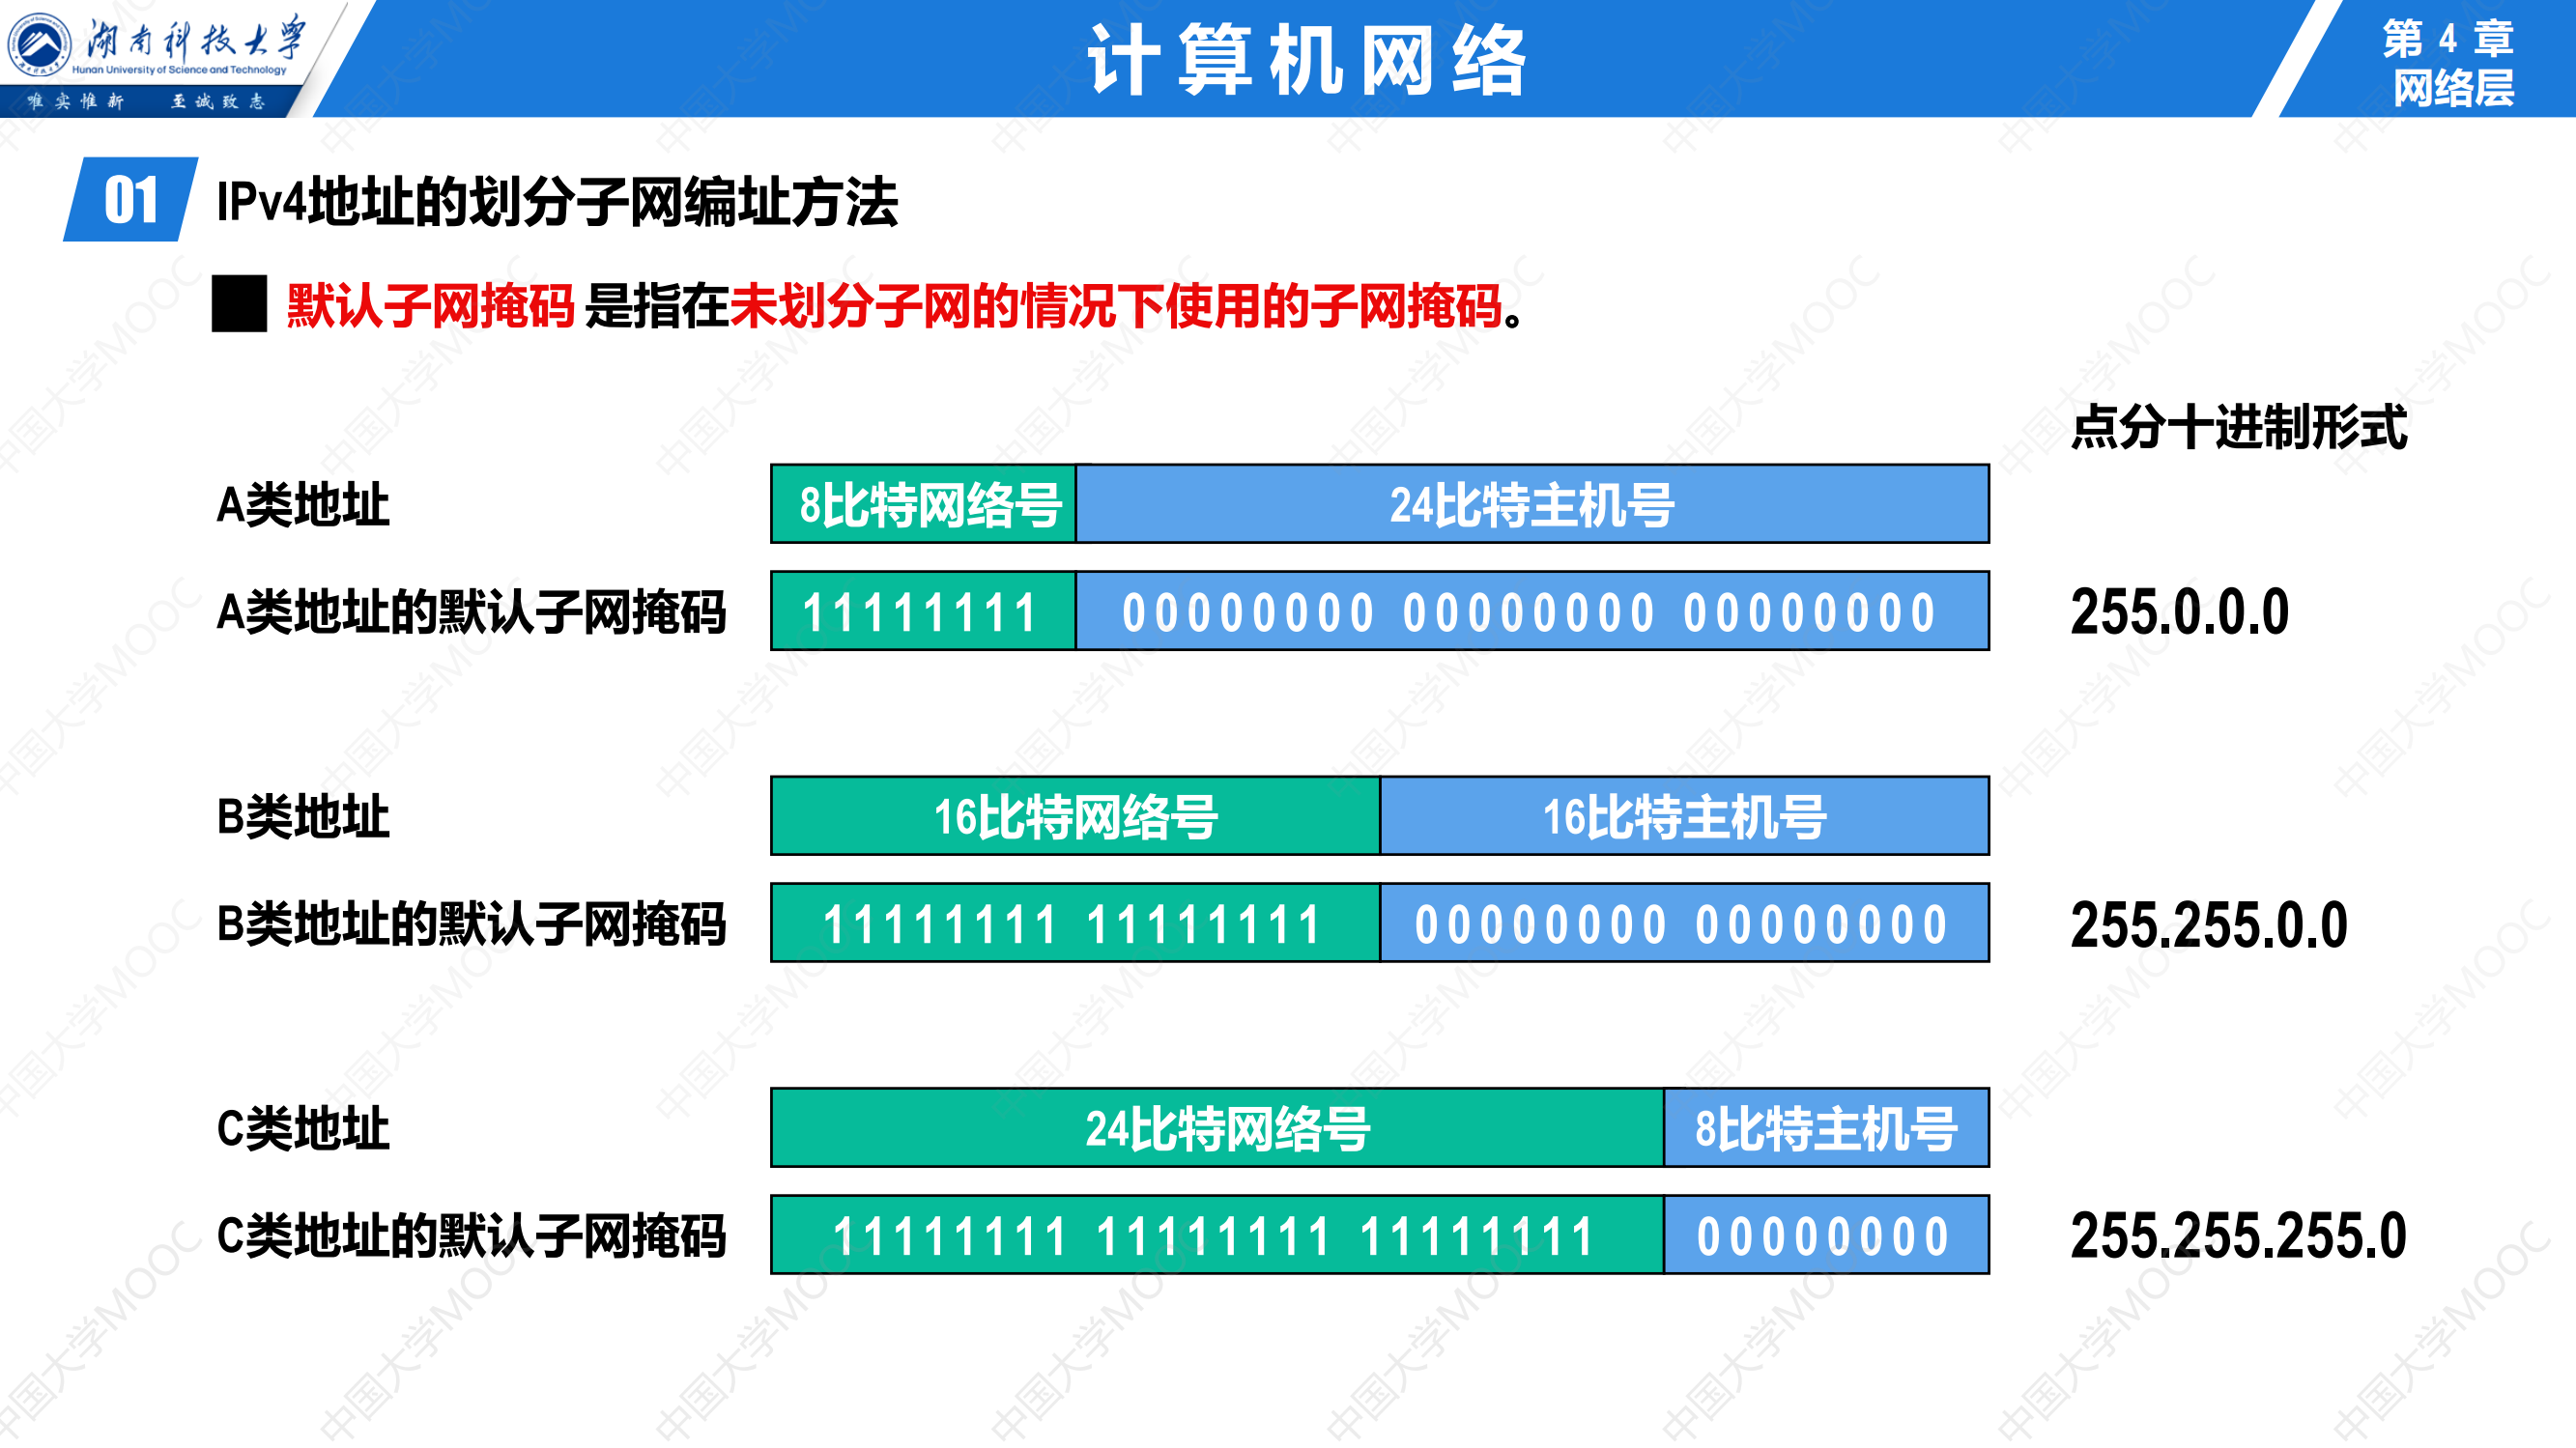 湖南科技大学
Hunan University of Science and Technology
唯实惟新 至诚致志
计算机网络
第 4 章
网络层
01 IPv4地址的划分子网编址方法
默认子网掩码 是指在未划分子网的情况下使用的子网掩码。
点分十进制形式
A类地址 8比特网络号 24比特主机号
A类地址的默认子网掩码 11111111 00000000 00000000 00000000 255.0.0.0
B类地址 16比特网络号 16比特主机号
B类地址的默认子网掩码 11111111 11111111 00000000 00000000 255.255.0.0
C类地址 24比特网络号 8比特主机号
C类地址的默认子网掩码 11111111 11111111 11111111 00000000 255.255.255.0
中国大学MOOC